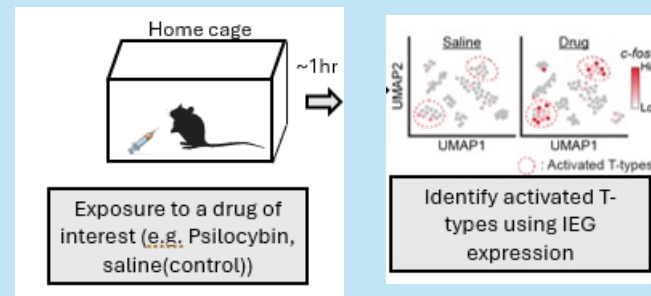 Home cage
~1hr
Exposure to a drug of
interest (e.g. Psilocybin,
saline(control))
Saline
Drug
c-fos
Hi
Lo
UMAP2
UMAP1
UMAP1
: Activated T-types
Identify activated T-
types using IEG
expression